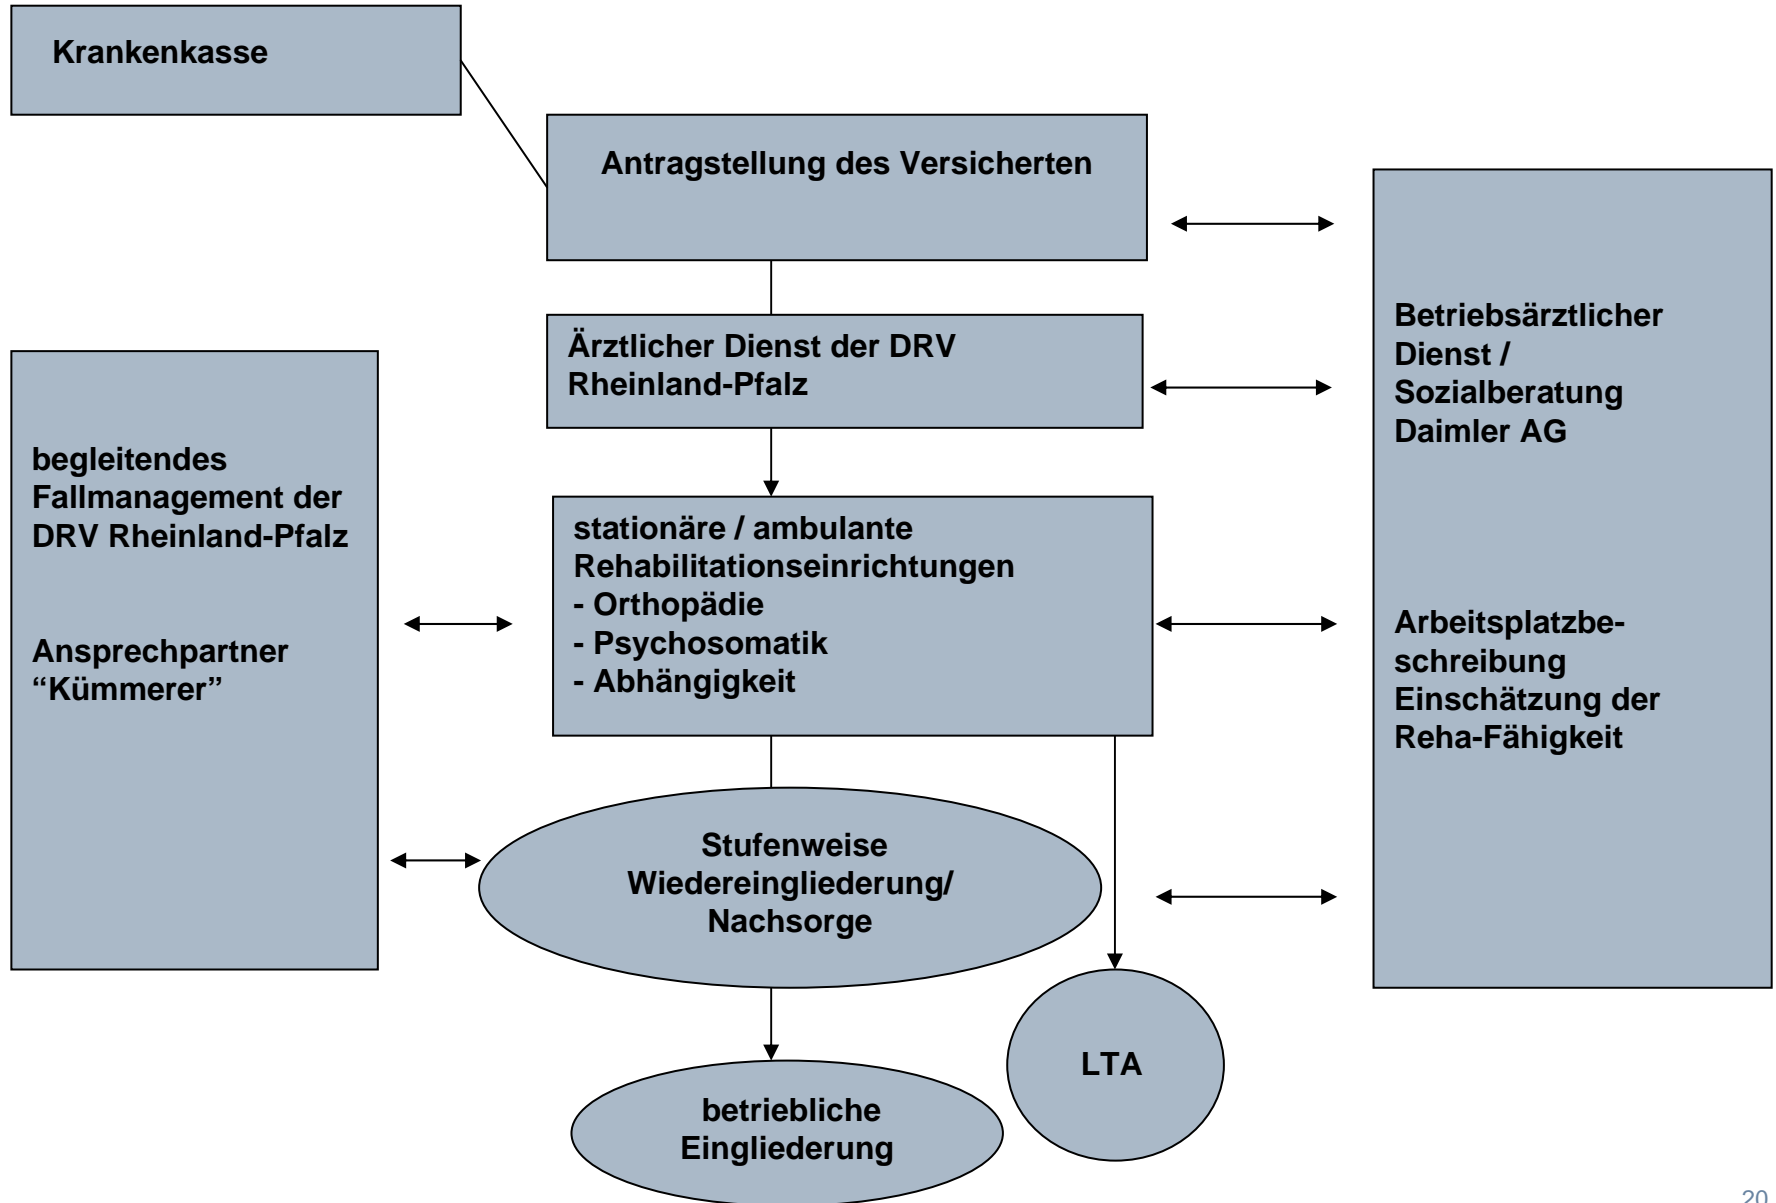 Krankenkasse
Antragstellung des Versicherten
Ärztlicher Dienst der DRV
Rheinland-Pfalz
begleitendes
Fallmanagement der
DRV Rheinland-Pfalz
Ansprechpartner
“Kümmerer”
stationäre / ambulante
Rehabilitationseinrichtungen
- Orthopädie
- Psychosomatik
- Abhängigkeit
Betriebsärztlicher
Dienst /
Sozialberatung
Daimler AG
Arbeitsplatzbe-
schreibung
Einschätzung der
Reha-Fähigkeit
Stufenweise
Wiedereingliederung/
Nachsorge
LTA
betriebliche
Eingliederung
20